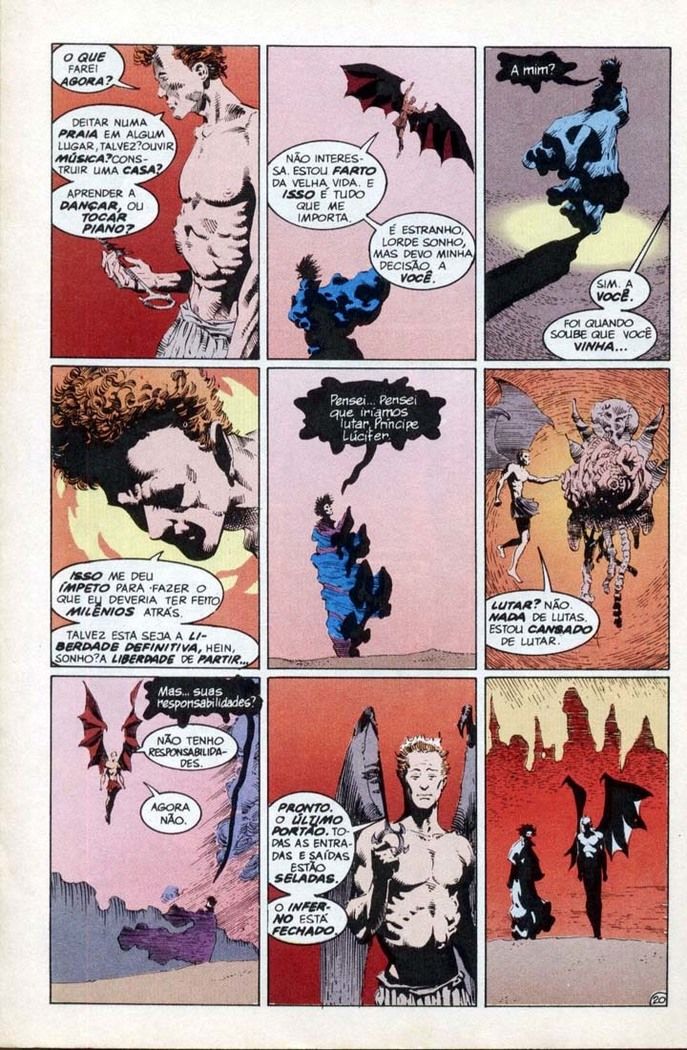 O QUE
FAREI
AGORA?
DEITAR NUMA
PRAIA EM ALGUM
LUGAR, TALVEZ? OUVIR
MÚSICA? CONS-
TRUIR UMA CASA?
APRENDER A
DANÇAR, OU
TOCAR
PIANO?
NÃO INTERES-
SA. ESTOU FARTO
DA VELHA VIDA. E
ISSO É TUDO
QUE ME
IMPORTA.
É ESTRANHO,
LORDE SONHO,
MAS DEVO MINHA
DECISÃO A
VOCÊ.
A mim?
SIM. A
VOCÊ.
FOI QUANDO
SOUBE QUE VOCÊ
VINHA...
ISSO ME DEU
ÍMPETO PARA FAZER O
QUE EU DEVERIA TER FEITO
MILÊNIOS ATRÁS.
TALVEZ ESTA SEJA A LI-
BERDADE DEFINITIVA, HEIN,
SONHO? A LIBERDADE DE PARTIR...
Pensei... Pensei
que iríamos
lutar, Príncipe
Lúcifer.
LUTAR? NÃO.
NADA DE LUTAS.
ESTOU CANSADO
DE LUTAR.
Mas... suas
responsabilidades?
NÃO TENHO
RESPONSABILIDA-
DES.
AGORA
NÃO.
PRONTO.
O ÚLTIMO
PORTÃO. TO-
DAS AS ENTRA-
DAS E SAÍDAS
ESTÃO
SELADAS.
O INFER-
NO ESTÁ
FECHADO.
20